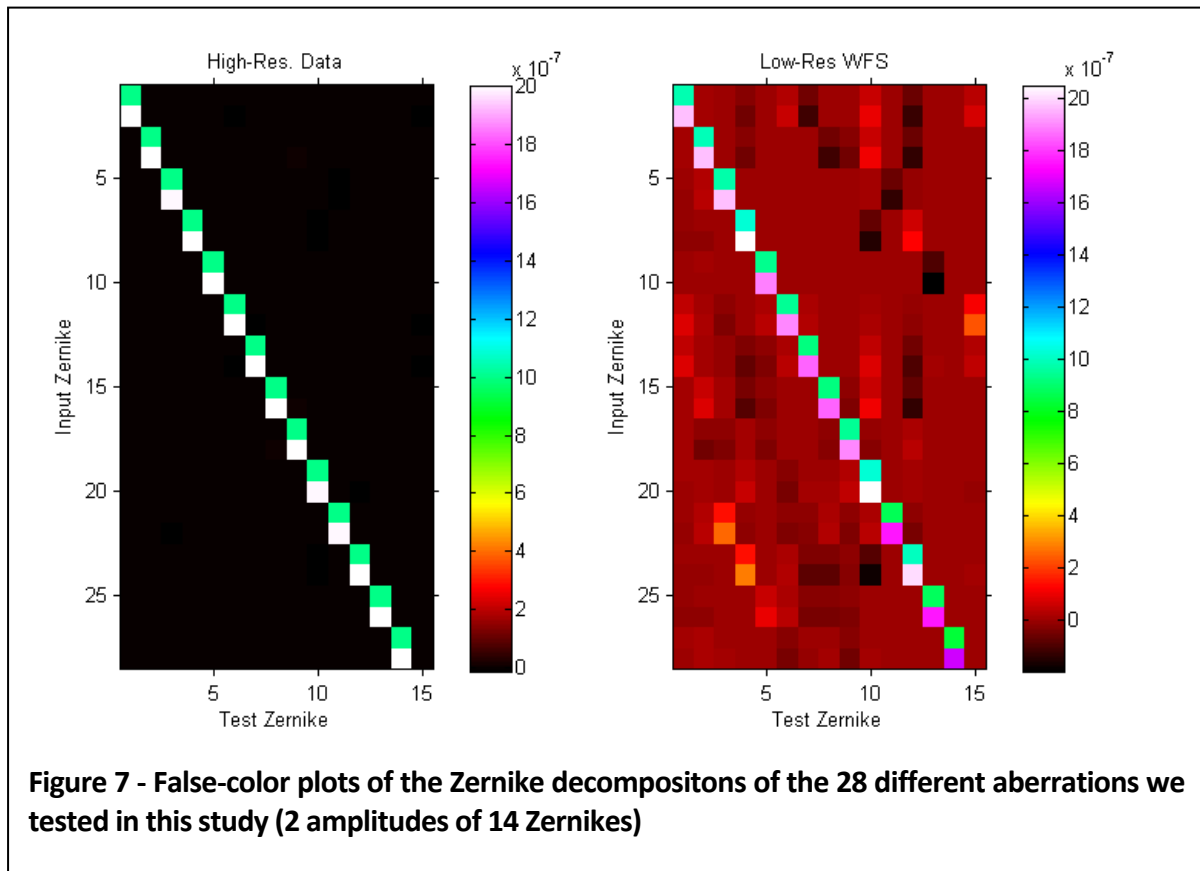 High-Res. Data
x 10-7
20
18
16
14
12
10
8
6
4
2
0
5
10
15
20
25
Input Zernike
5 10 15
Test Zernike
Low-Res WFS
x 10-7
20
18
16
14
12
10
8
6
4
2
0
5
10
15
20
25
Input Zernike
5 10 15
Test Zernike
Figure 7 - False-color plots of the Zernike decompositons of the 28 different aberrations we
tested in this study (2 amplitudes of 14 Zernikes)